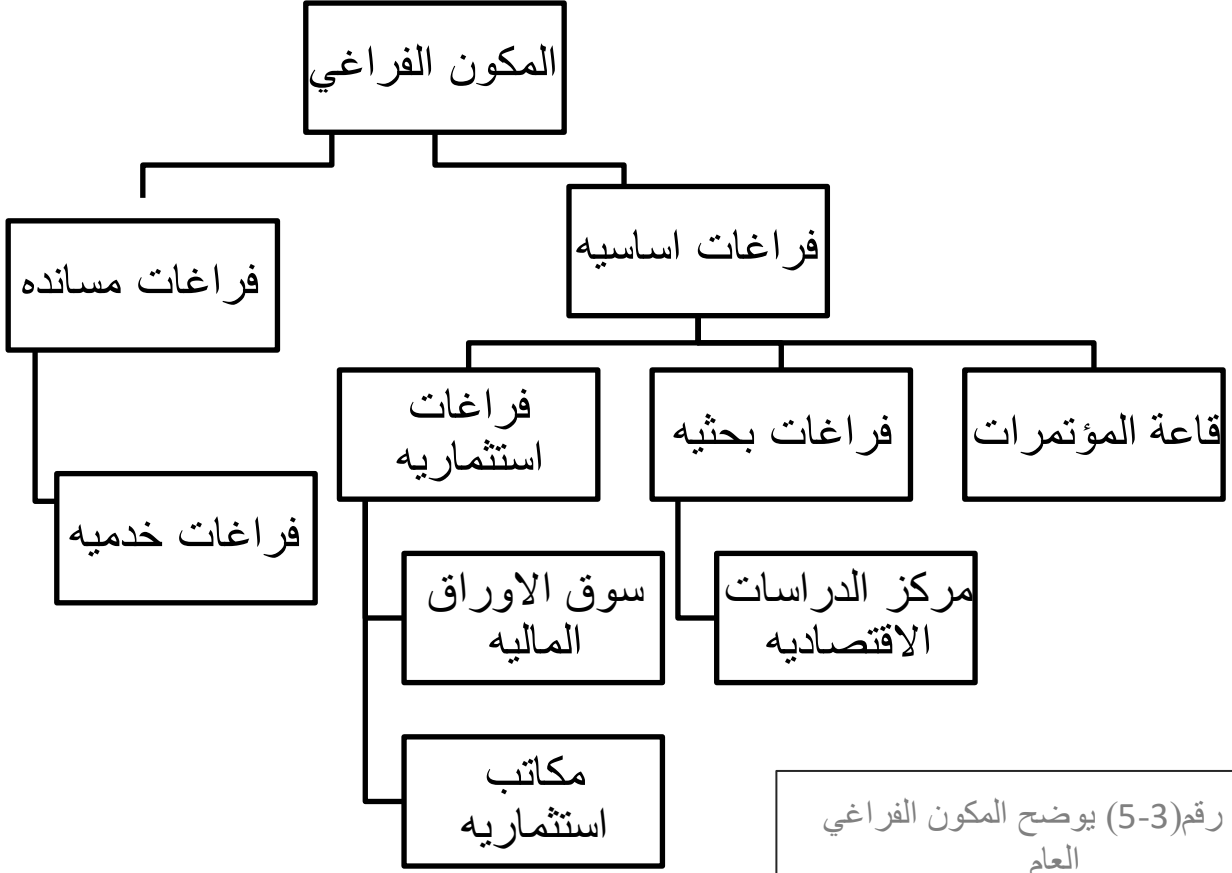 المكون الفراغي
فراغات اساسيه
فراغات مسانده
قاعة المؤتمرات
فراغات بحثيه
فراغات
استثماريه
فراغات خدميه
مركز الدراسات
الاقتصاديه
سوق الاوراق
الماليه
مكاتب
استثماريه
رقم(3-5) يوضح المكون الفراغي
العام